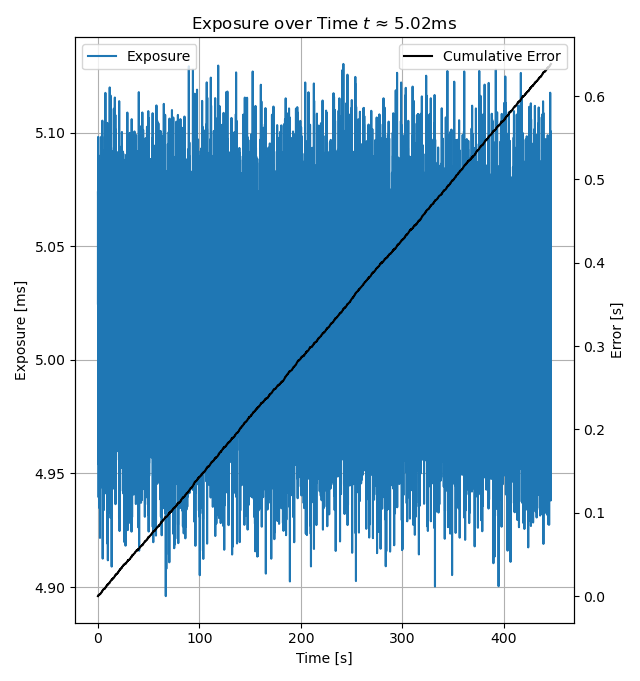 Exposure over Time t ≈ 5.02ms
Exposure
Cumulative Error
5.10
5.05
5.00
4.95
4.90
Exposure [ms]
0.6
0.5
0.4
0.3
0.2
0.1
0.0
Error [s]
0 100 200 300 400
Time [s]